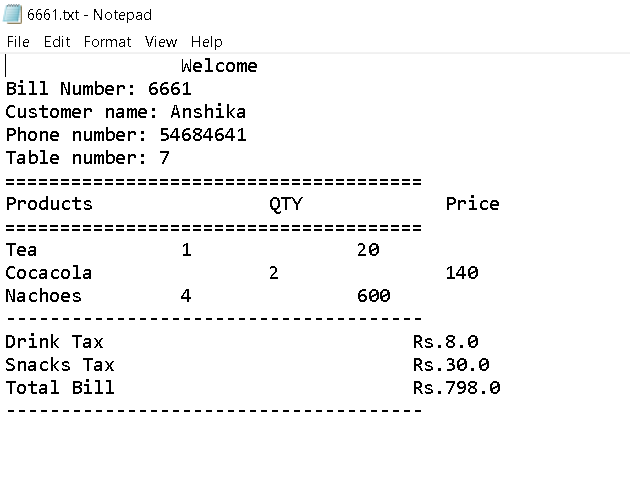 6661.txt - Notepad
File Edit Format View Help
Welcome
Bill Number: 6661
Customer name: Anshika
Phone number: 54684641
Table number: 7
======================================
Products QTY Price
======================================
Tea 1 20
Cocacola 2 140
Nachoes 4 600
--------------------------------------
Drink Tax Rs.8.0
Snacks Tax Rs.30.0
Total Bill Rs.798.0
--------------------------------------